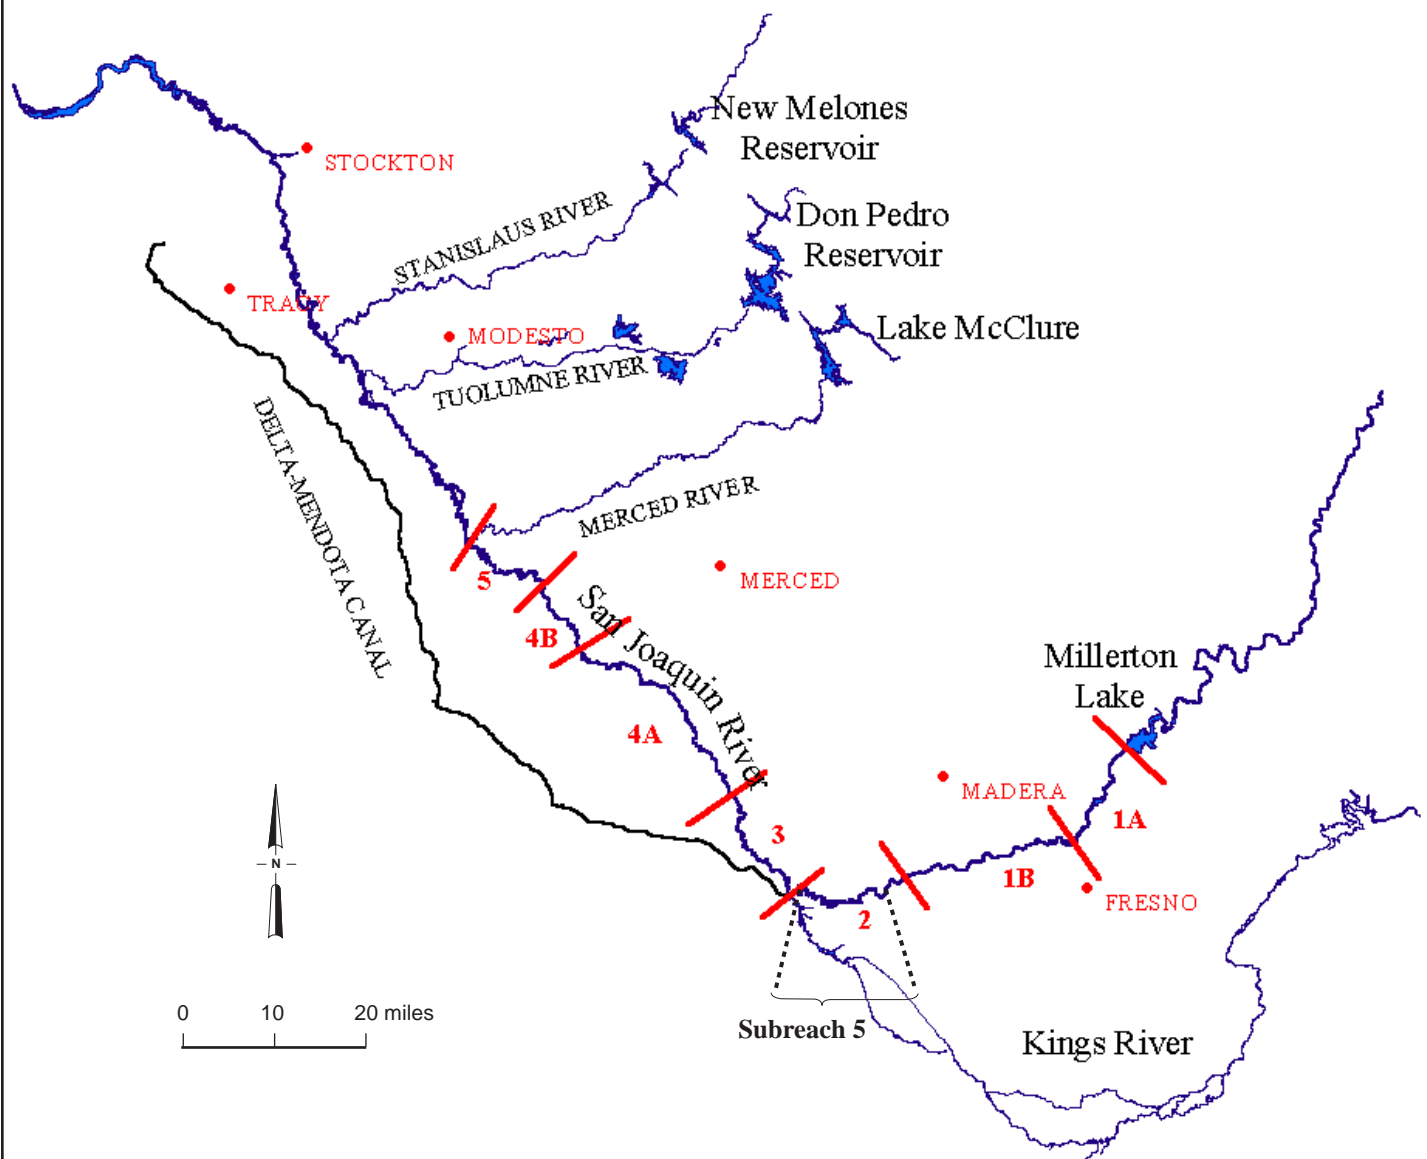 New Melones
Reservoir
STOCKTON
STANISLAUS RIVER
Don Pedro
Reservoir
TRACY
MODESTO
Lake McClure
TUOLUMNE RIVER
DELTA-MENDOTA CANAL
MERCED RIVER
5
MERCED
4B
San Joaquin River
Millerton
Lake
4A
MADERA
1A
3
N
1B
FRESNO
2
0 10 20 miles
Subreach 5
Kings River